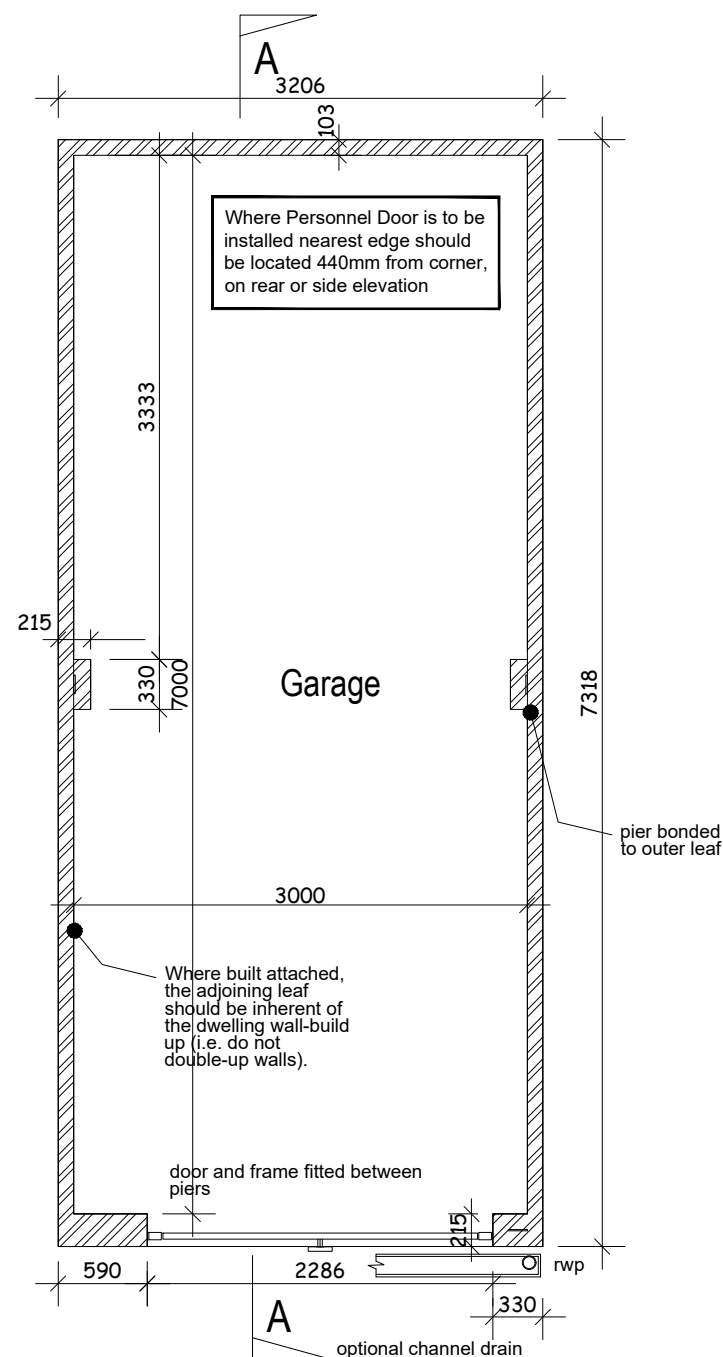 A
3206
103
Where Personnel Door is to be
installed nearest edge should
be located 440mm from corner,
on rear or side elevation
3333
215
330
7000
Garage
7318
pier bonded
to outer leaf
3000
Where built attached,
the adjoining leaf
should be inherent of
the dwelling wall-build
up (i.e. do not
double-up walls).
door and frame fitted between
piers
215
590
2286
rwp
330
A
optional channel drain